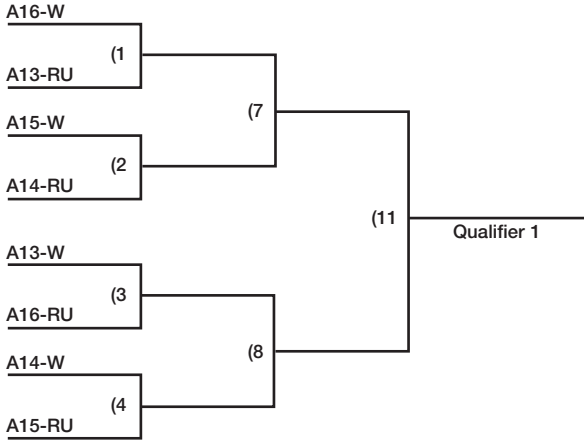 A16-W
(1
A13-RU
(7
A15-W
(2
A14-RU
(11
Qualifier 1
A13-W
(3
A16-RU
(8
A14-W
(4
A15-RU